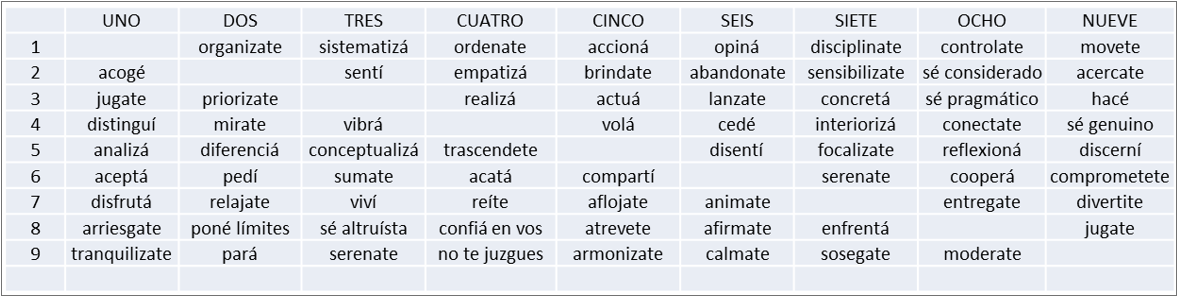 UNO DOS TRES CUATRO CINCO SEIS SIETE OCHO NUEVE
1 organizate sistematizá ordenate accioná opiná disciplinate controlate movete
2 acogé sentí empatizá brindate abandonate sensibilizate sé considerado acercate
3 jugate priorizate realizá actuá lanzate concretá sé pragmático hacé
4 distinguí mirate vibrá volá cedé interiorizá conectate sé genuino
5 analizá diferenciá conceptualizá trascendete disentí focalizate reflexioná discerní
6 aceptá pedí sumate acatá compartí serenate cooperá comprometete
7 disfrutá relajate viví reíte aflojate animate entregate divertite
8 arriesgate poné límites sé altruísta confiá en vos atrevete afirmate enfrentá jugate
9 tranquilizate pará serenate no te juzgues armonizate calmate sosegate moderate